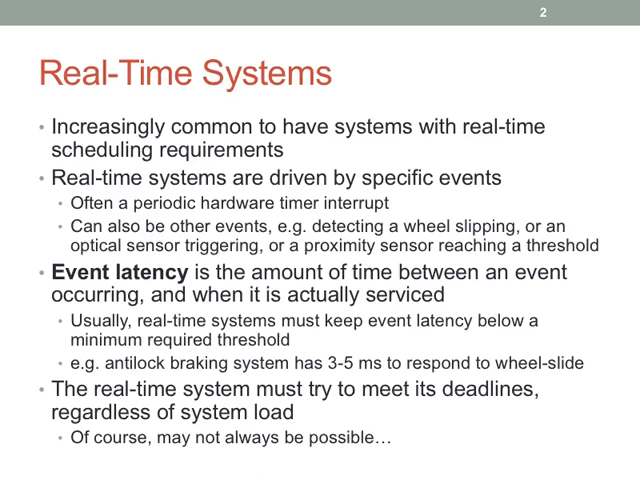 2
Real-Time Systems
• Increasingly common to have systems with real-time
scheduling requirements
• Real-time systems are driven by specific events
• Often a periodic hardware timer interrupt
• Can also be other events, e.g. detecting a wheel slipping, or an
optical sensor triggering, or a proximity sensor reaching a threshold
• Event latency is the amount of time between an event
occurring, and when it is actually serviced
• Usually, real-time systems must keep event latency below a
minimum required threshold
• e.g. antilock braking system has 3-5 ms to respond to wheel-slide
• The real-time system must try to meet its deadlines,
regardless of system load
• Of course, may not always be possible…